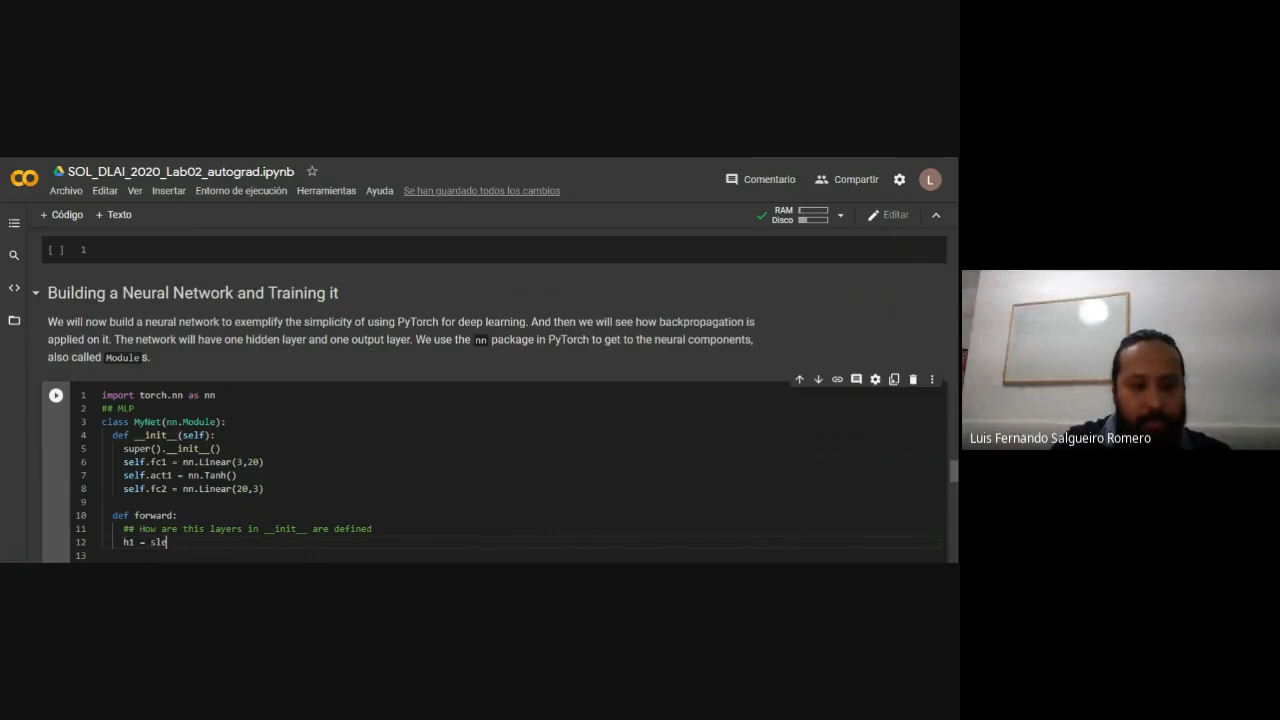 SOL_DLAI_2020_Lab02_autograd.ipynb
Archivo Editar Ver Insertar Entorno de ejecución Herramientas Ayuda Se han guardado todos los cambios
Comentario Compartir L
+ Código + Texto
RAM
Disco
Editar
[ ] 1
Building a Neural Network and Training it
We will now build a neural network to exemplify the simplicity of using PyTorch for deep learning. And then we will see how backpropagation is
applied on it. The network will have one hidden layer and one output layer. We use the nn package in PyTorch to get to the neural components,
also called Module s.
1 import torch.nn as nn
2 ## MLP
3 class MyNet(nn.Module):
4 def __init__(self):
5 super().__init__()
6 self.fc1 = nn.Linear(3,20)
7 self.act1 = nn.Tanh()
8 self.fc2 = nn.Linear(20,3)
9
10 def forward:
11 ## How are this layers in __init__ are defined
12 h1 = sle
13
Luis Fernando Salgueiro Romero